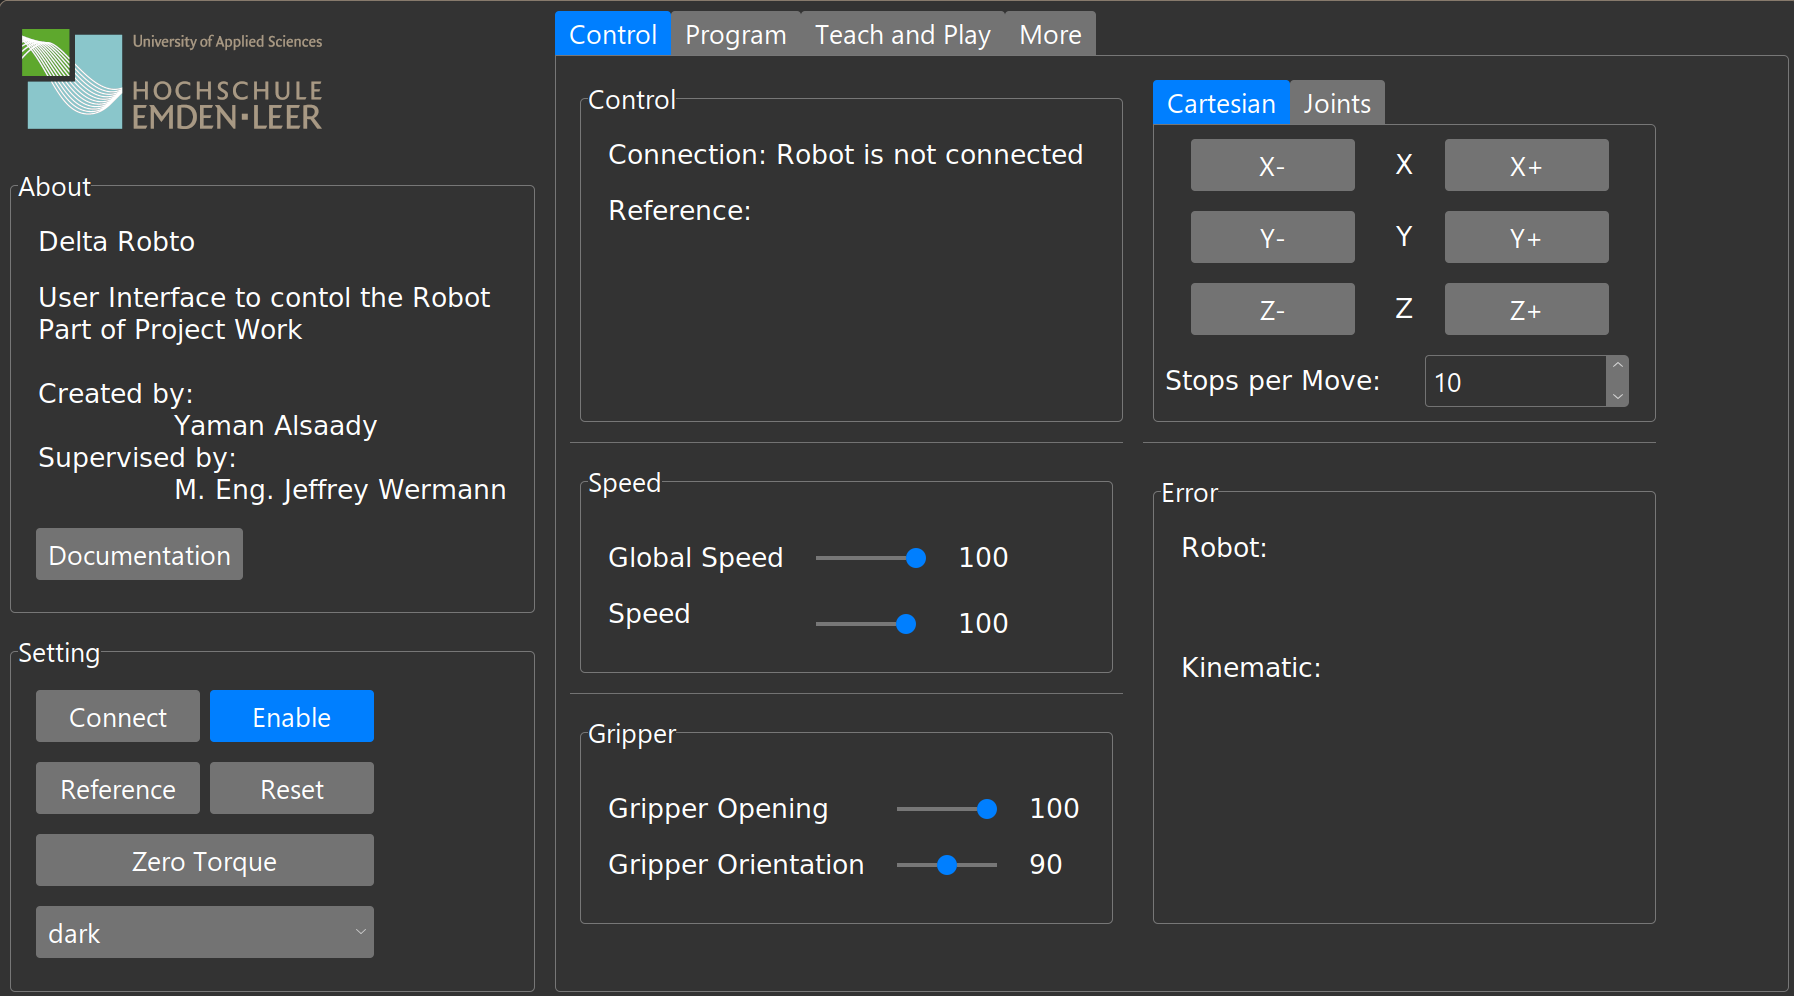 University of Applied Sciences
HOCHSCHULE
EMDEN·LEER
About
Delta Robto
User Interface to contol the Robot
Part of Project Work
Created by:
Yaman Alsaady
Supervised by:
M. Eng. Jeffrey Wermann
Documentation
Setting
Connect
Enable
Reference
Reset
Zero Torque
dark
Control
Program
Teach and Play
More
Control
Connection: Robot is not connected
Reference:
Speed
Global Speed 100
Speed 100
Gripper
Gripper Opening 100
Gripper Orientation 90
Cartesian
Joints
X- X X+
Y- Y Y+
Z- Z Z+
Stops per Move: 10
Error
Robot:
Kinematic: